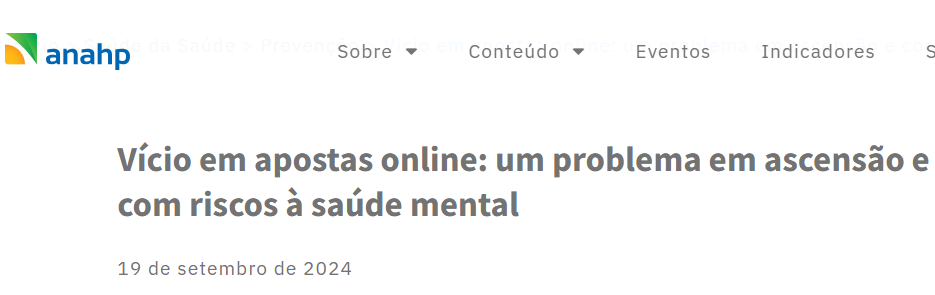 anahp
Sobre Conteúdo Eventos Indicadores S
Vício em apostas online: um problema em ascensão e
com riscos à saúde mental
19 de setembro de 2024